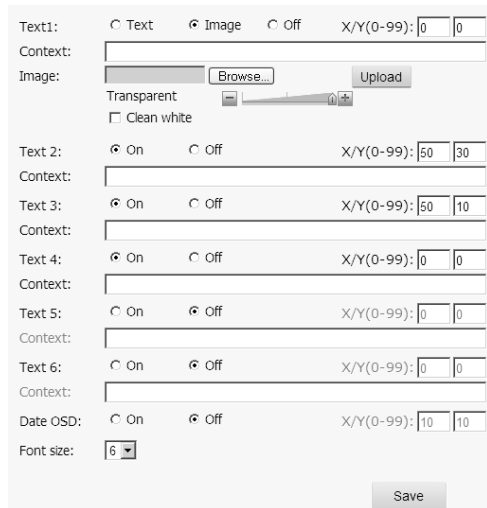 Text1: Text Image Off X/Y(0-99): 0 0
Context:
Image: Browse... Upload
Transparent
Clean white
Text 2: On Off X/Y(0-99): 50 30
Context:
Text 3: On Off X/Y(0-99): 50 10
Context:
Text 4: On Off X/Y(0-99): 0 0
Context:
Text 5: On Off X/Y(0-99): 0 0
Context:
Text 6: On Off X/Y(0-99): 0 0
Context:
Date OSD: On Off X/Y(0-99): 10 10
Font size: 6
Save